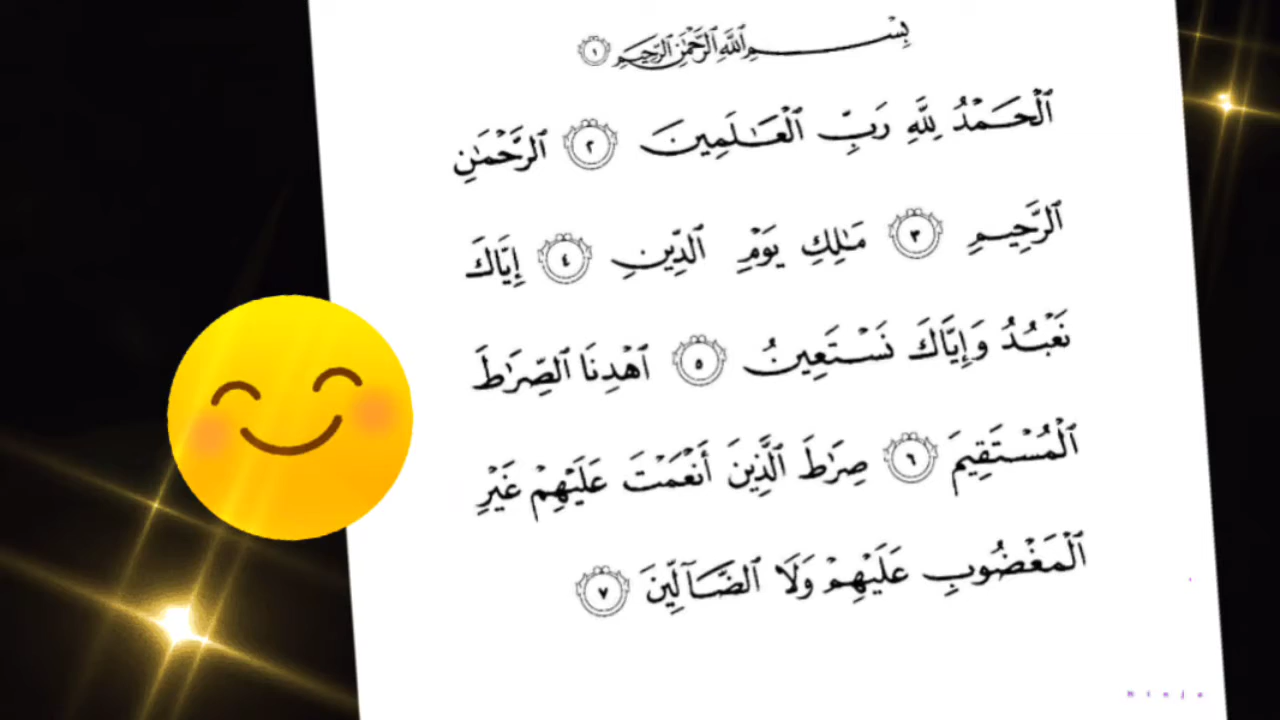 بِسْمِ ٱللَّهِ ٱلرَّحْمَٰنِ ٱلرَّحِيمِ ١
ٱلْحَمْدُ لِلَّهِ رَبِّ ٱلْعَٰلَمِينَ ٢ ٱلرَّحْمَٰنِ
ٱلرَّحِيمِ ٣ مَٰلِكِ يَوْمِ ٱلدِّينِ ٤ إِيَّاكَ
نَعْبُدُ وَإِيَّاكَ نَسْتَعِينُ ٥ ٱهْدِنَا ٱلصِّرَٰطَ
ٱلْمُسْتَقِيمَ ٦ صِرَٰطَ ٱلَّذِينَ أَنْعَمْتَ عَلَيْهِمْ غَيْرِ
ٱلْمَغْضُوبِ عَلَيْهِمْ وَلَا ٱلضَّآلِّينَ ٧